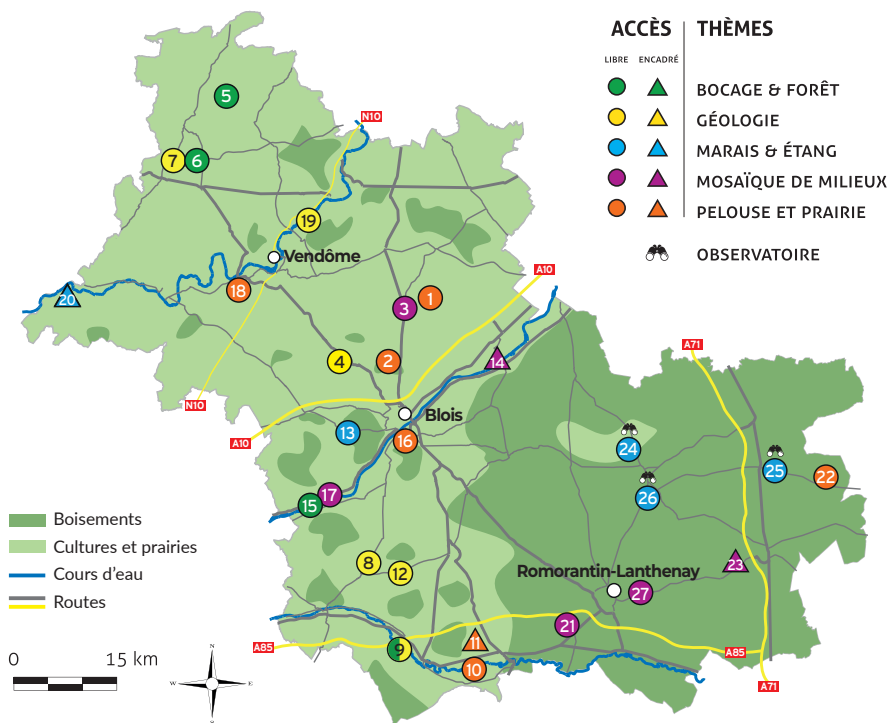 ACCÈS
THÈMES
LIBRE
ENCADRÉ
BOCAGE & FORÊT
GÉOLOGIE
MARAIS & ÉTANG
MOSAÏQUE DE MILIEUX
PELOUSE ET PRAIRIE
OBSERVATOIRE
5
N10
7
6
19
Vendôme
A10
20
18
3
1
4
2
14
A71
N10
Blois
A10
13
16
24
25
22
26
17
15
Boisements
Cultures et prairies
Cours d'eau
Routes
8
12
Romorantin-Lanthenay
23
27
21
11
A85
9
A85
10
A71
0
15 km
N
W
E
S